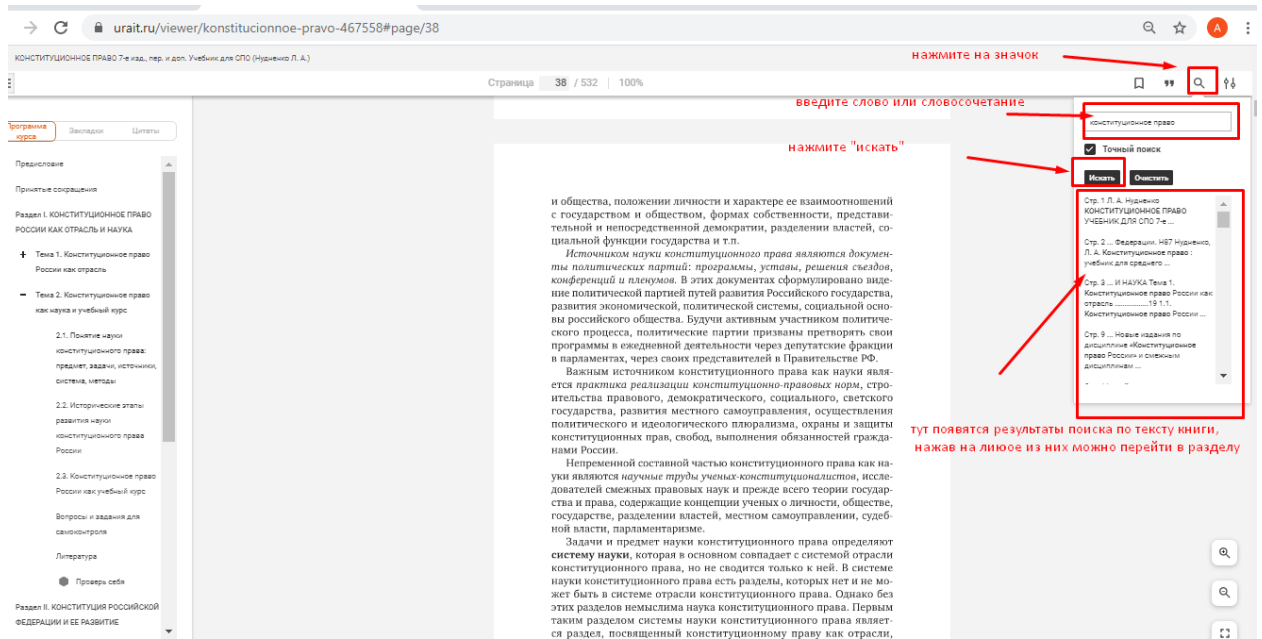 urait.ru/viewer/konstitucionnoe-pravo-467558#page/38
A
КОНСТИТУЦИОННОЕ ПРАВО 7-е изд., пер. и доп. Учебник для СПО (Нудненко Л. А.)
нажмите на значок
Страница 38 / 532 100%
введите слово или словосочетание
Программа курса
Закладки
Цитаты
Предисловие
Принятые сокращения
Раздел I. КОНСТИТУЦИОННОЕ ПРАВО
РОССИИ КАК ОТРАСЛЬ И НАУКА
Тема 1. Конституционное право
России как отрасль
Тема 2. Конституционное право
как наука и учебный курс
2.1. Понятие науки
конституционного права:
предмет, задачи, источники,
система, методы
2.2. Исторические этапы
развития науки
конституционного права
России
2.3. Конституционное право
России как учебный курс
Вопросы и задания для
самоконтроля
Литература
Проверь себя
Раздел II. КОНСТИТУЦИЯ РОССИЙСКОЙ
ФЕДЕРАЦИИ И ЕЕ РАЗВИТИЕ
нажмите "искать"
и общества, положении личности и характере ее взаимоотношений
с государством и обществом, формах собственности, представи-
тельной и непосредственной демократии, разделении властей, со-
циальной функции государства и т.п.
Источником науки конституционного права являются докумен-
ты политических партий: программы, уставы, решения съездов,
конференций и пленумов. В этих документах сформулировано виде-
ние политической партией путей развития Российского государства,
развития экономической, политической системы, социальной осно-
вы российского общества. Будучи активным участником политиче-
ского процесса, политические партии призваны претворять свои
программы в ежедневной деятельности через депутатские фракции
в парламентах, через своих представителей в Правительстве РФ.
Важным источником конституционного права как науки явля-
ется практика реализации конституционно-правовых норм, стро-
ительства правового, демократического, социального, светского
государства, развития местного самоуправления, осуществления
политического и идеологического плюрализма, охраны и защиты
конституционных прав, свобод, выполнения обязанностей гражда-
нами России.
Непременной составной частью конституционного права как на-
уки являются научные труды ученых-конституционалистов, иссле-
дователей смежных правовых наук и прежде всего теории государ-
ства и права, содержащие концепции ученых о личности, обществе,
государстве, разделении властей, местном самоуправлении, судеб-
ной власти, парламентаризме.
Задачи и предмет науки конституционного права определяют
систему науки, которая в основном совпадает с системой отрасли
конституционного права, но не сводится только к ней. В системе
науки конституционного права есть разделы, которых нет и не мо-
жет быть в системе отрасли конституционного права. Однако без
этих разделов немыслима наука конституционного права. Первым
таким разделом системы науки конституционного права являет-
ся раздел, посвященный конституционному праву как отрасли,
конституционное право
Точный поиск
Искать
Очистить
Стр. 1 Л. А. Нудненко
КОНСТИТУЦИОННОЕ ПРАВО
УЧЕБНИК ДЛЯ СПО 7-е ...
Стр. 2 ... Федерации. Н87 Нудненко,
Л. А. Конституционное право :
учебник для среднего ...
Стр. 3 ... И НАУКА Тема 1.
Конституционное право России как
отрасль ..................19 1.1.
Конституционное право России ...
Стр. 9 ... Новые издания по
дисциплине «Конституционное
право России» и смежным
дисциплинам ...
тут появятся результаты поиска по тексту книги,
нажав на лиюое из них можно перейти в разделу